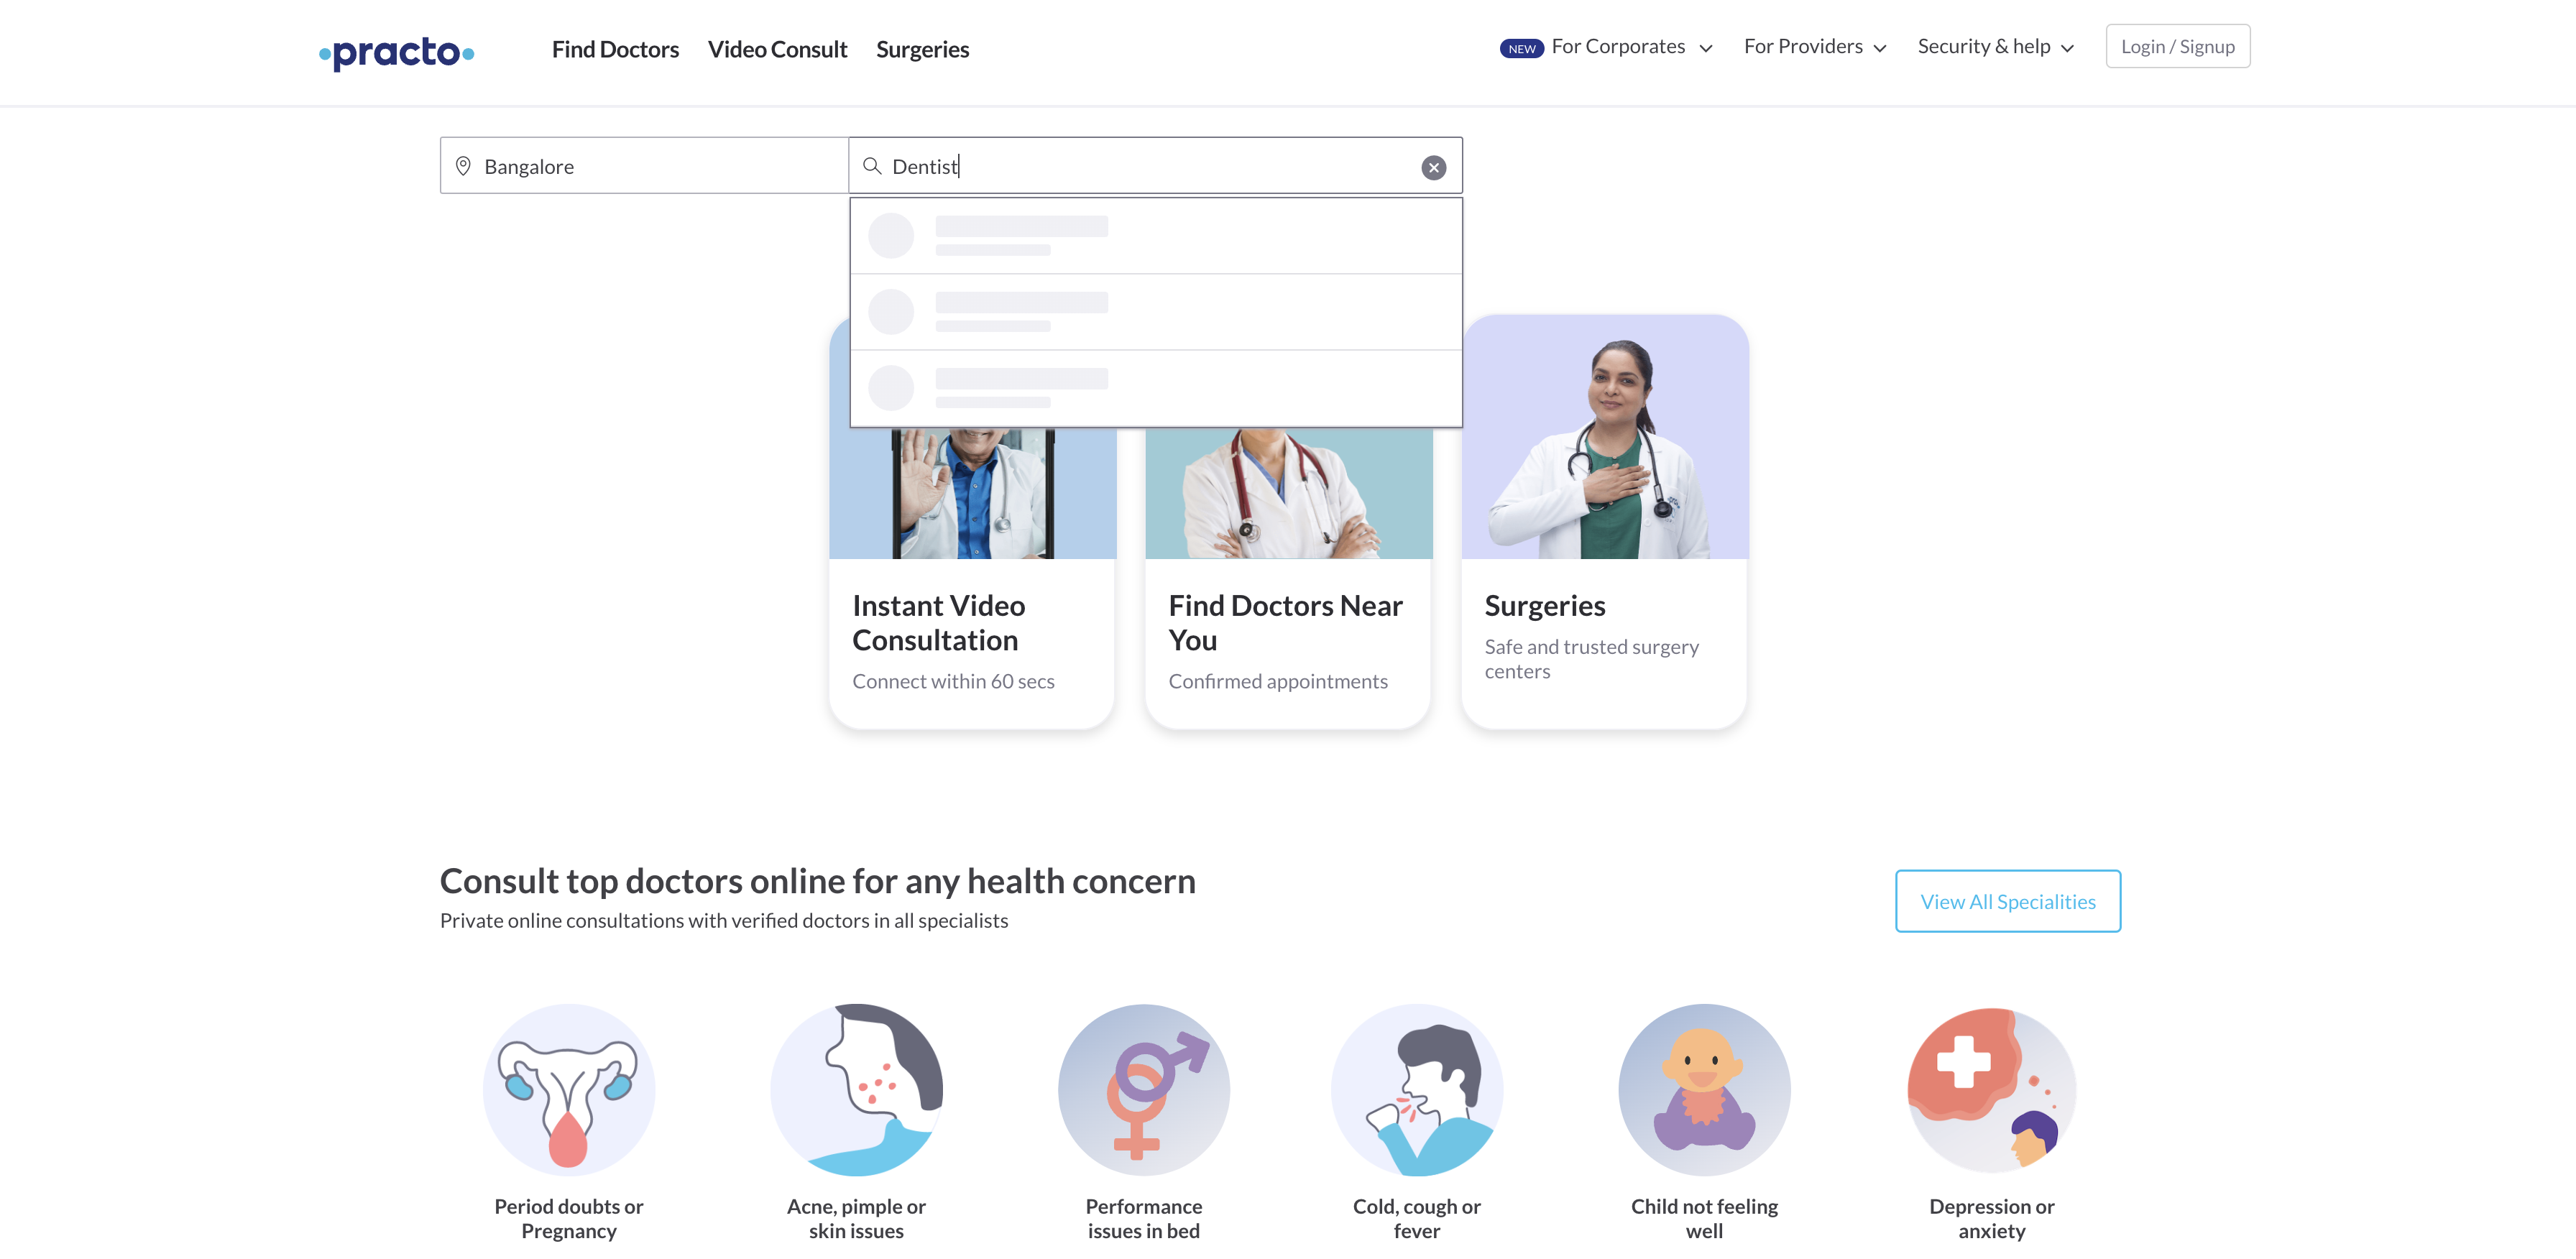 practo
Find Doctors
Video Consult
Surgeries
NEW
For Corporates
For Providers
Security & help
Login / Signup
Bangalore
Dentist
Instant Video
Consultation
Connect within 60 secs
Find Doctors Near
You
Confirmed appointments
Surgeries
Safe and trusted surgery
centers
Consult top doctors online for any health concern
Private online consultations with verified doctors in all specialists
View All Specialities
Period doubts or
Pregnancy
Acne, pimple or
skin issues
Performance
issues in bed
Cold, cough or
fever
Child not feeling
well
Depression or
anxiety